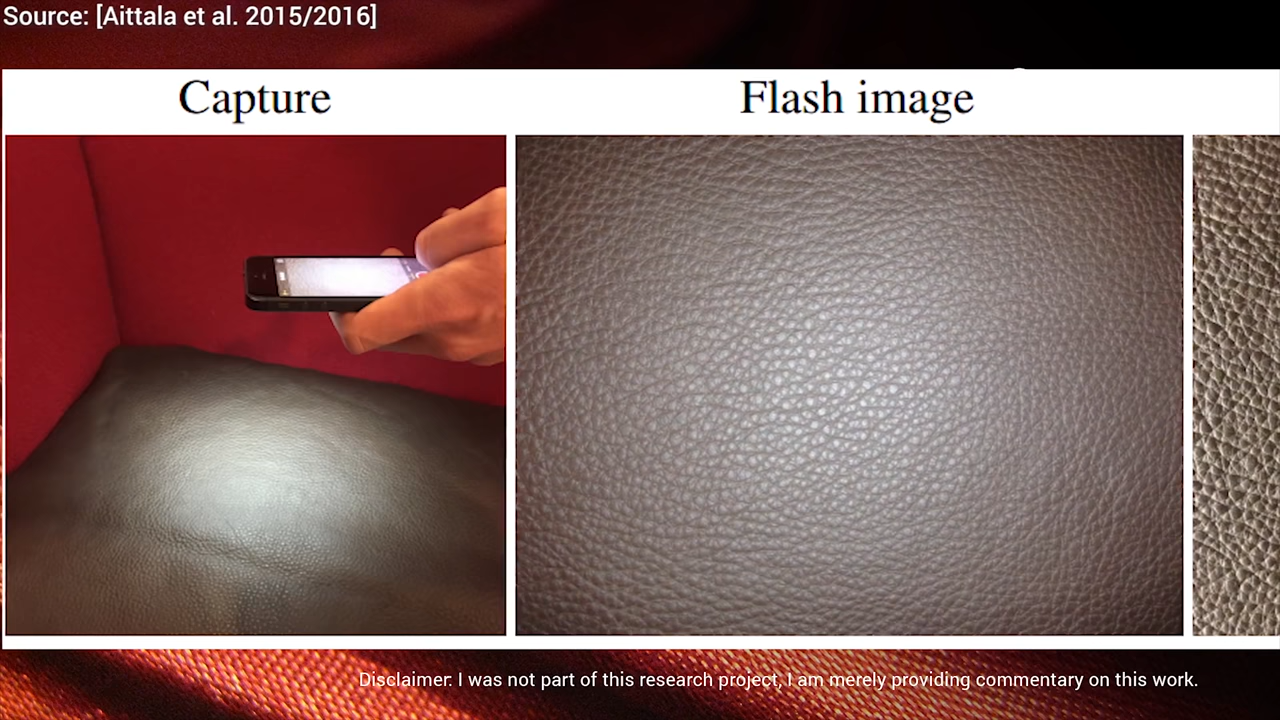 Source: [Aittala et al. 2015/2016]
Capture
Flash image
Disclaimer: I was not part of this research project, I am merely providing commentary on this work.